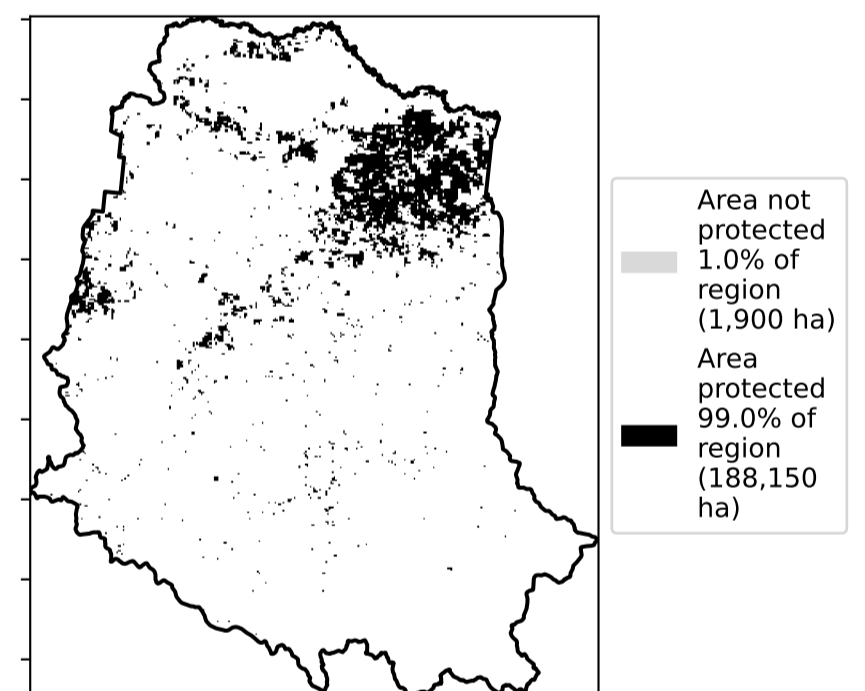 Area not
protected
1.0% of
region
(1,900 ha)
Area
protected
99.0% of
region
(188,150
ha)